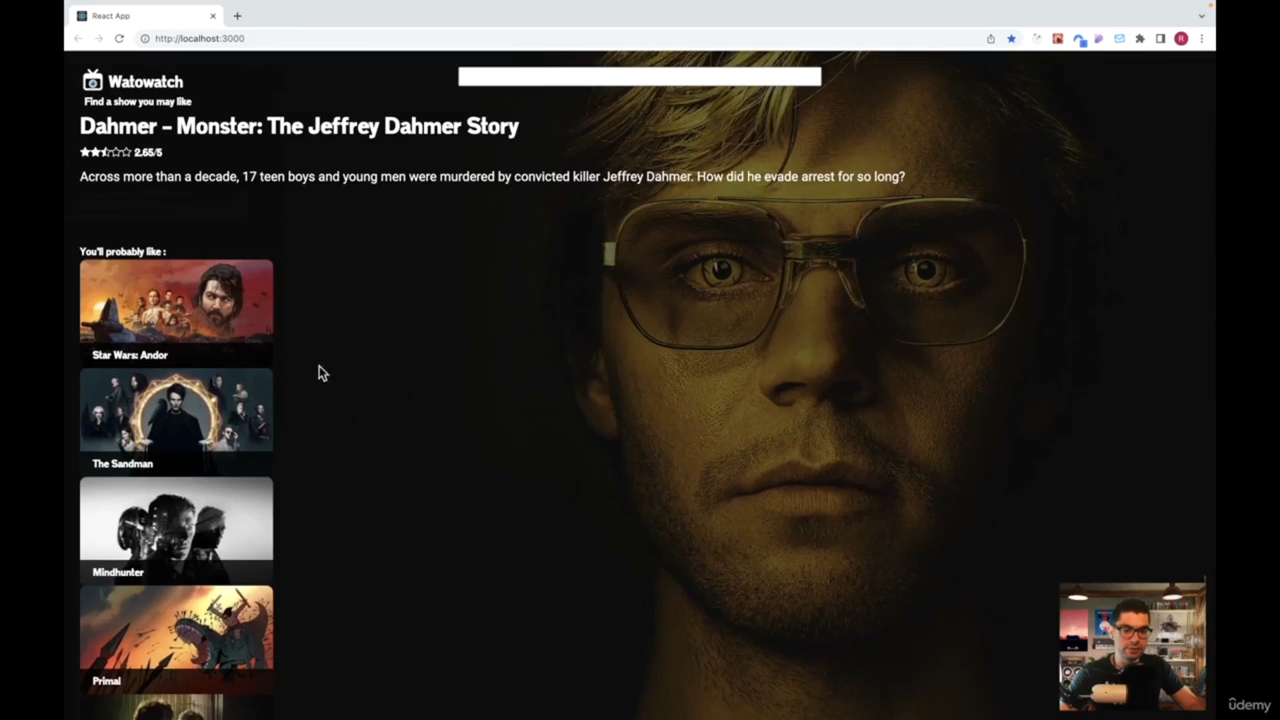 React App
http://localhost:3000
R
Watowatch
Find a show you may like
Dahmer – Monster: The Jeffrey Dahmer Story
2.65/5
Across more than a decade, 17 teen boys and young men were murdered by convicted killer Jeffrey Dahmer. How did he evade arrest for so long?
You'll probably like :
Star Wars: Andor
The Sandman
Mindhunter
Primal
ûdemy